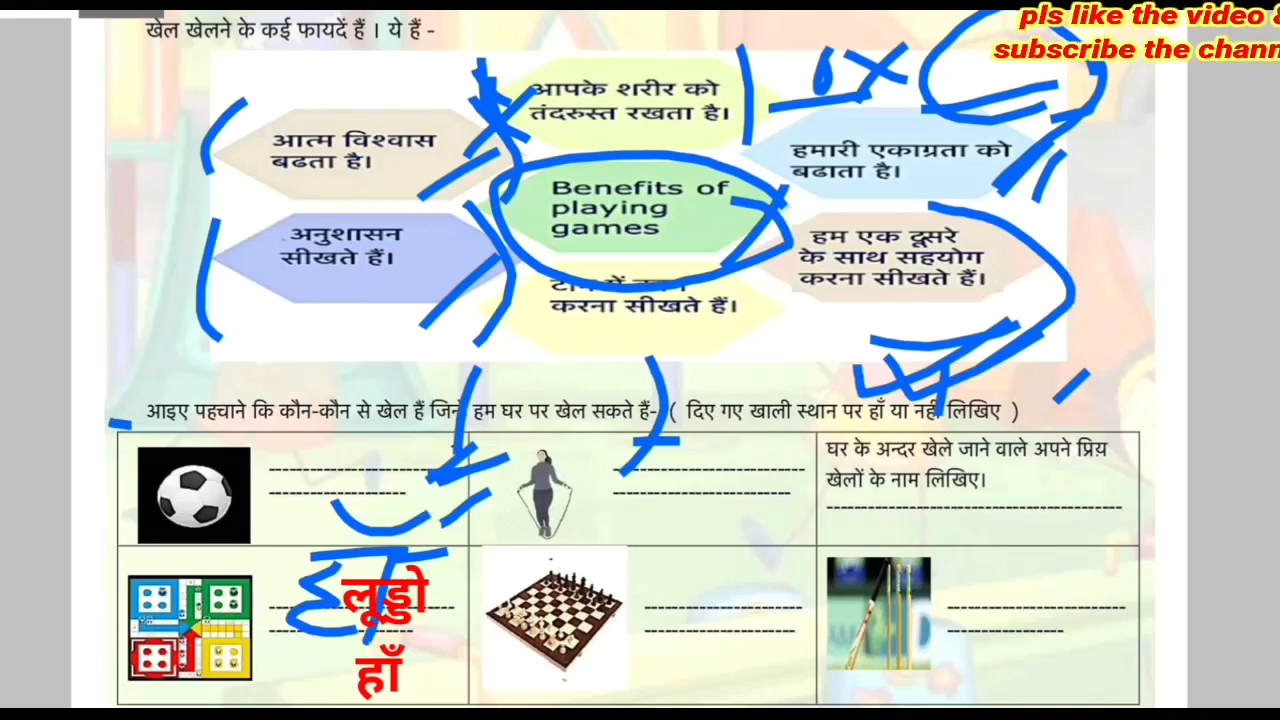 pls like the video &
subscribe the chann
खेल खेलने के कई फायदें हैं । ये हैं -
आपके शरीर को
तंदरुस्त रखता है।
आत्म विश्वास
बढता है।
हमारी एकाग्रता को
बढाता है।
Benefits of
playing
games
अनुशासन
सीखते हैं।
हम एक दूसरे
के साथ सहयोग
करना सीखते हैं।
करना सीखते हैं।
आइए पहचाने कि कौन-कौन से खेल हैं हम घर पर खेल सकते हैं- ( दिए गए खाली स्थान पर हाँ या नहीं लिखिए )
घर के अन्दर खेले जाने वाले अपने प्रिय
खेलों के नाम लिखिए।
लूडो
हाँ